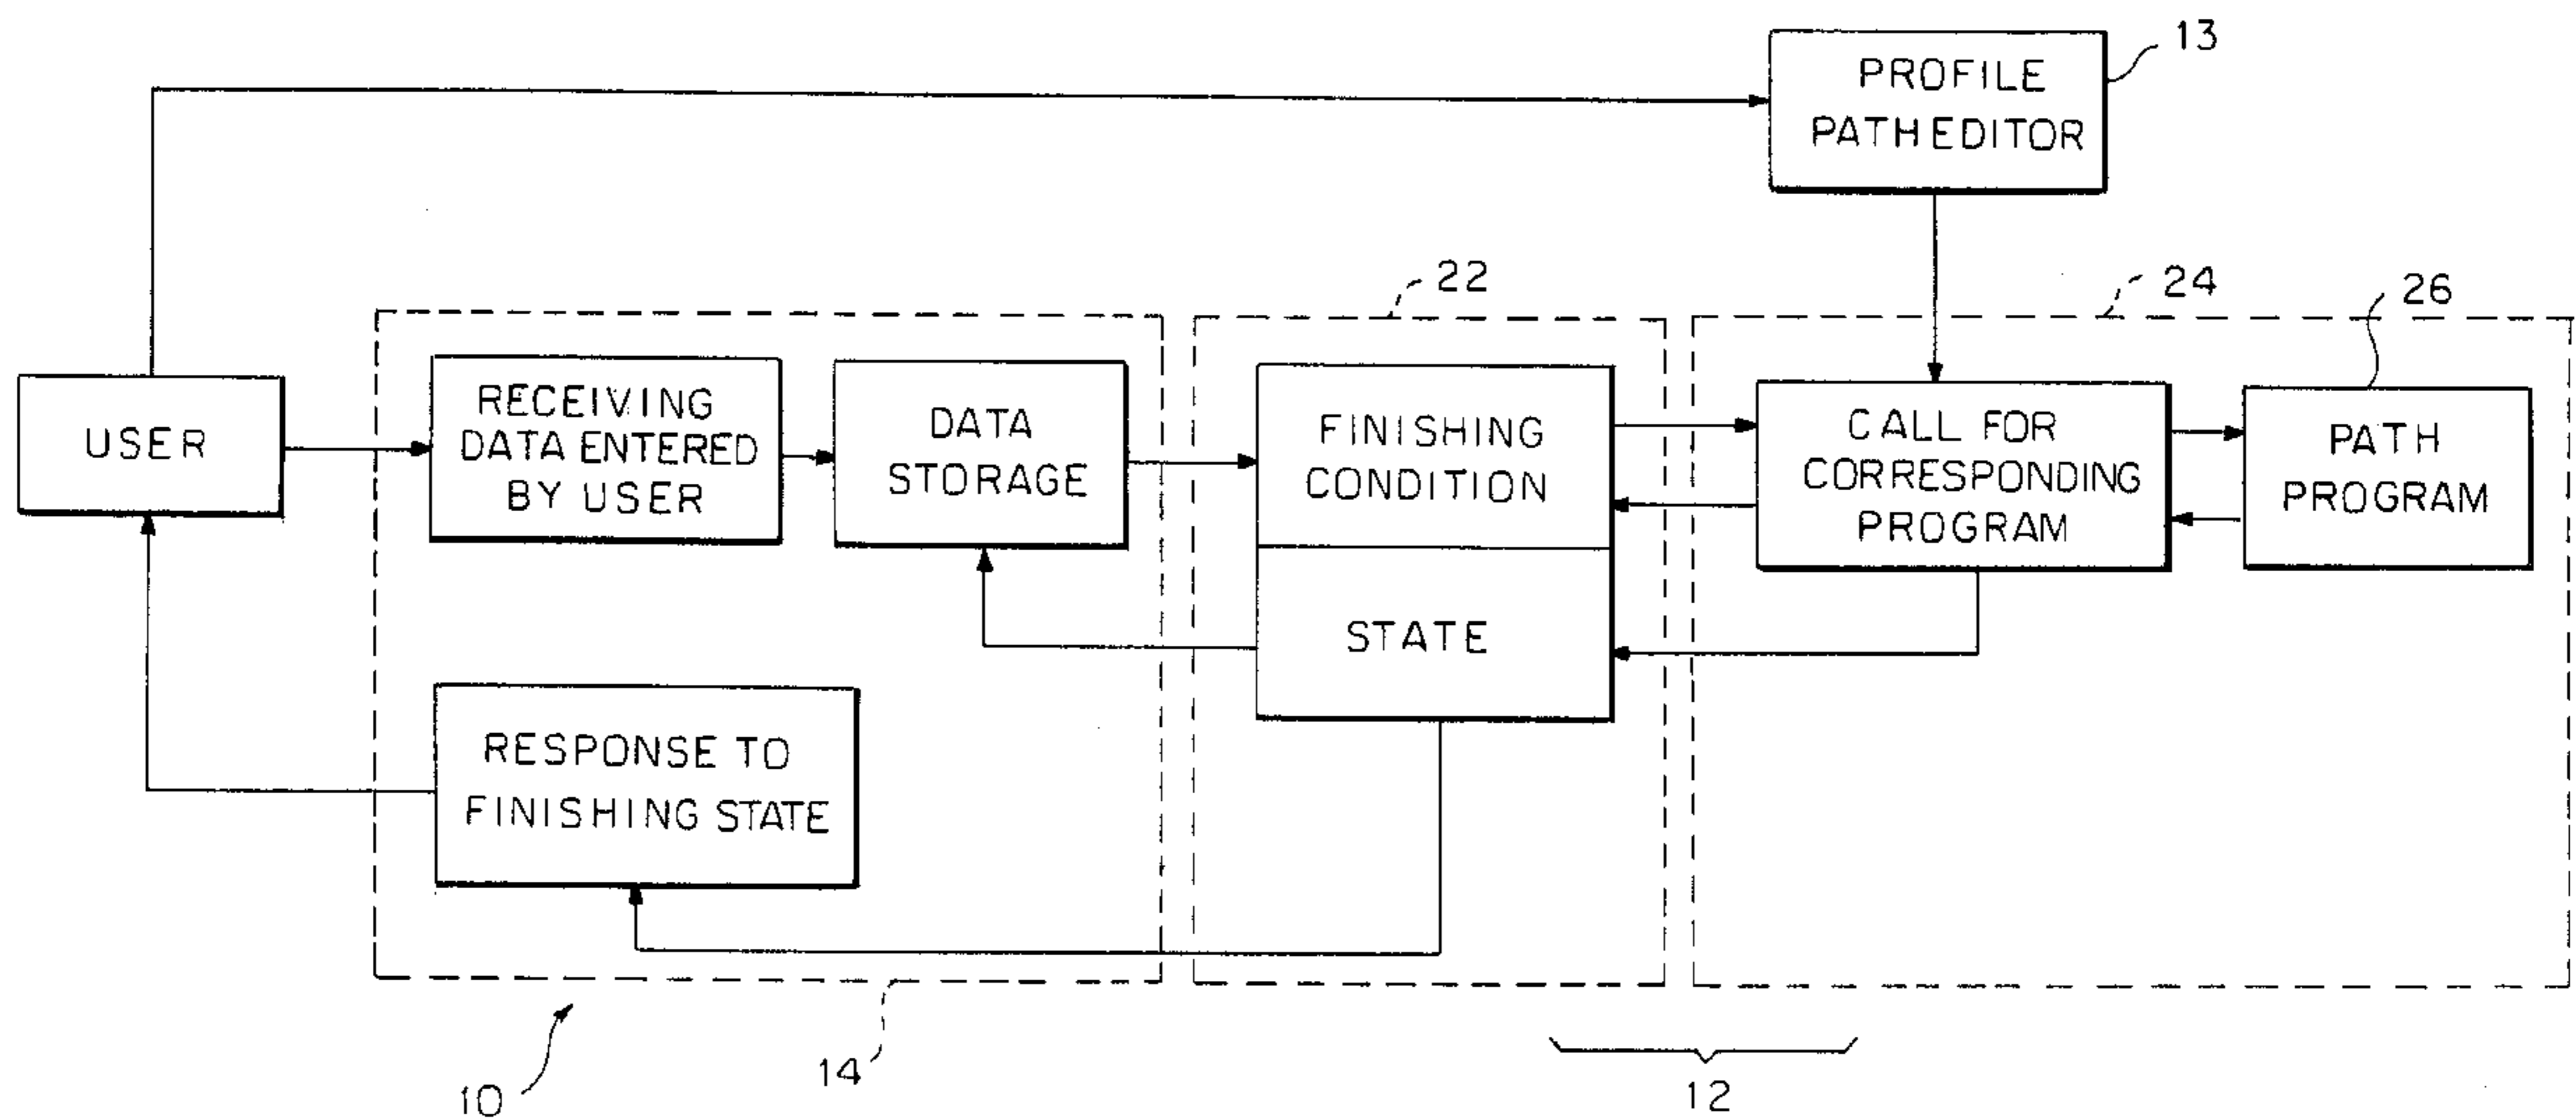 13
PROFILE
PATH EDITOR
22
24
26
USER
RECEIVING
DATA ENTERED
BY USER
DATA
STORAGE
FINISHING
CONDITION
CALL FOR
CORRESPONDING
PROGRAM
PATH
PROGRAM
STATE
RESPONSE TO
FINISHING STATE
10
14
12